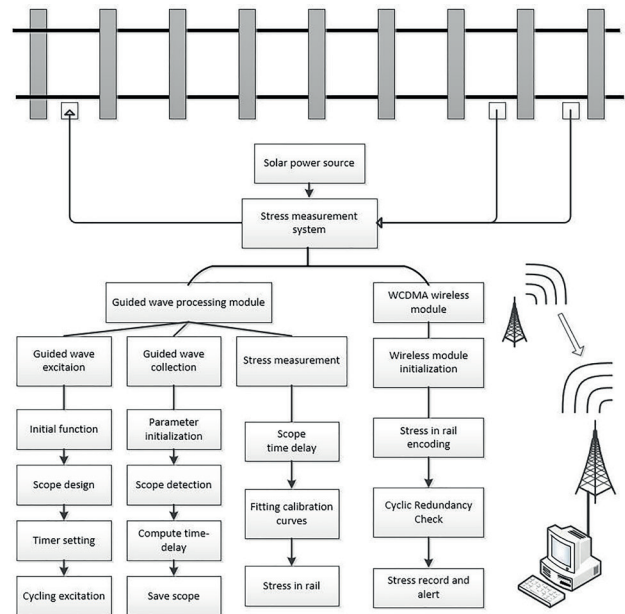 Solar power source
Stress measurement
system
Guided wave processing module
WCDMA wireless
module
Guided wave
excitaion
Guided wave
collection
Stress measurement
Wireless module
initialization
Initial function
Parameter
initialization
Scope
time delay
Stress in rail
encoding
Scope design
Scope detection
Fitting calibration
curves
Cyclic Redundancy
Check
Timer setting
Compute time-
delay
Stress in rail
Stress record and
alert
Cycling excitation
Save scope